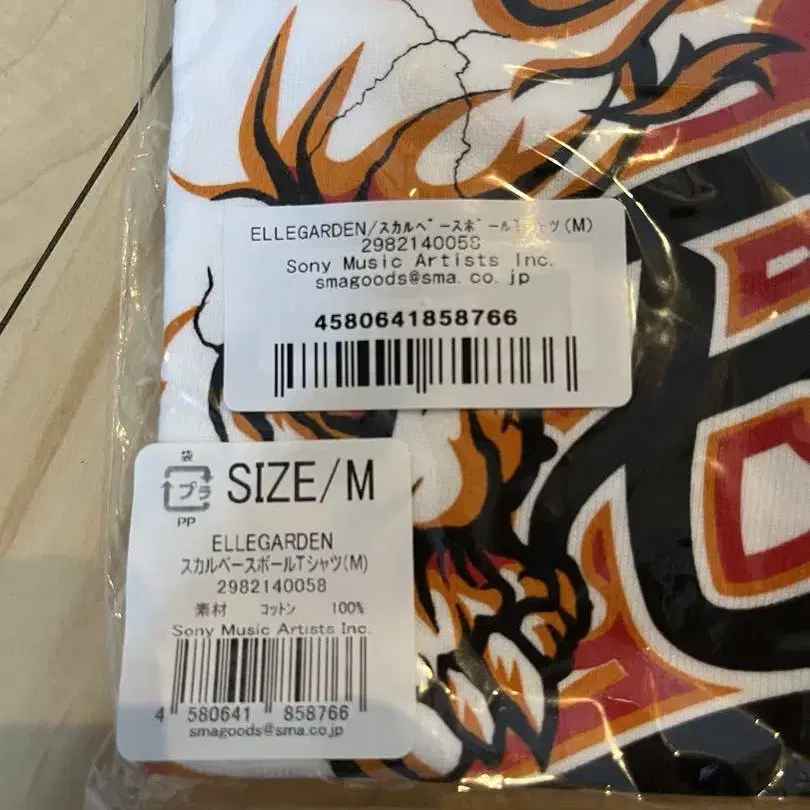 ELLEGARDEN/スカルベースボールTシャツ(M)
2982140058
Sony Music Artists Inc.
smagoods@sma.co.jp
4580641858766
袋
プラ
PP
SIZE/M
ELLEGARDEN
スカルベースボールTシャツ(M)
2982140058
素材 コットン 100%
Sony Music Artists Inc.
4 580641 858766
smagoods@sma.co.jp